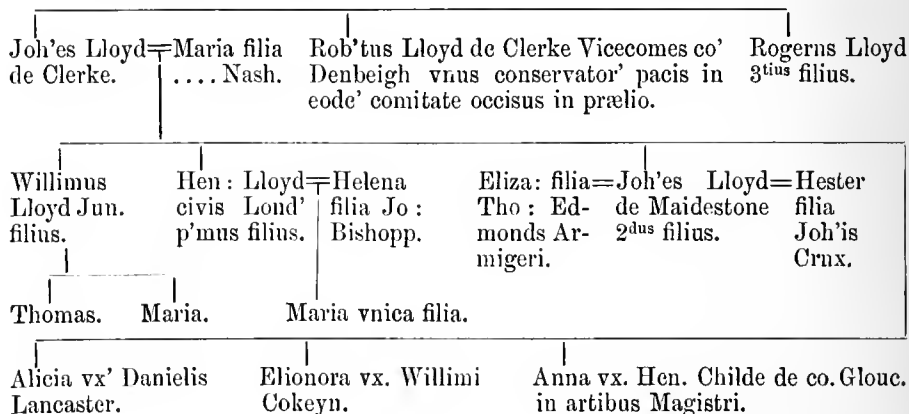 Joh'es Lloyd=Maria filia
de Clerke. .... Nash.
Rob'tus Lloyd de Clerke Vicecomes co'
Denbeigh vnus conservator' pacis in
eode' comitate occisus in prælio.
Rogerus Lloyd
3tius filius.
Willimus
Lloyd Jun.
filius.
Hen: Lloyd=Helena
civis Lond' filia Jo:
p'mus filius. Bishopp.
Eliza: filia=Joh'es Lloyd=Hester
Tho: Ed- de Maidestone filia
monds Ar- 2dus filius. Joh'is
migeri. Crux.
Thomas. Maria. Maria vnica filia.
Alicia vx' Danielis
Lancaster.
Elionora vx. Willimi
Cokeyn.
Anna vx. Hen. Childe de co. Glouc.
in artibus Magistri.